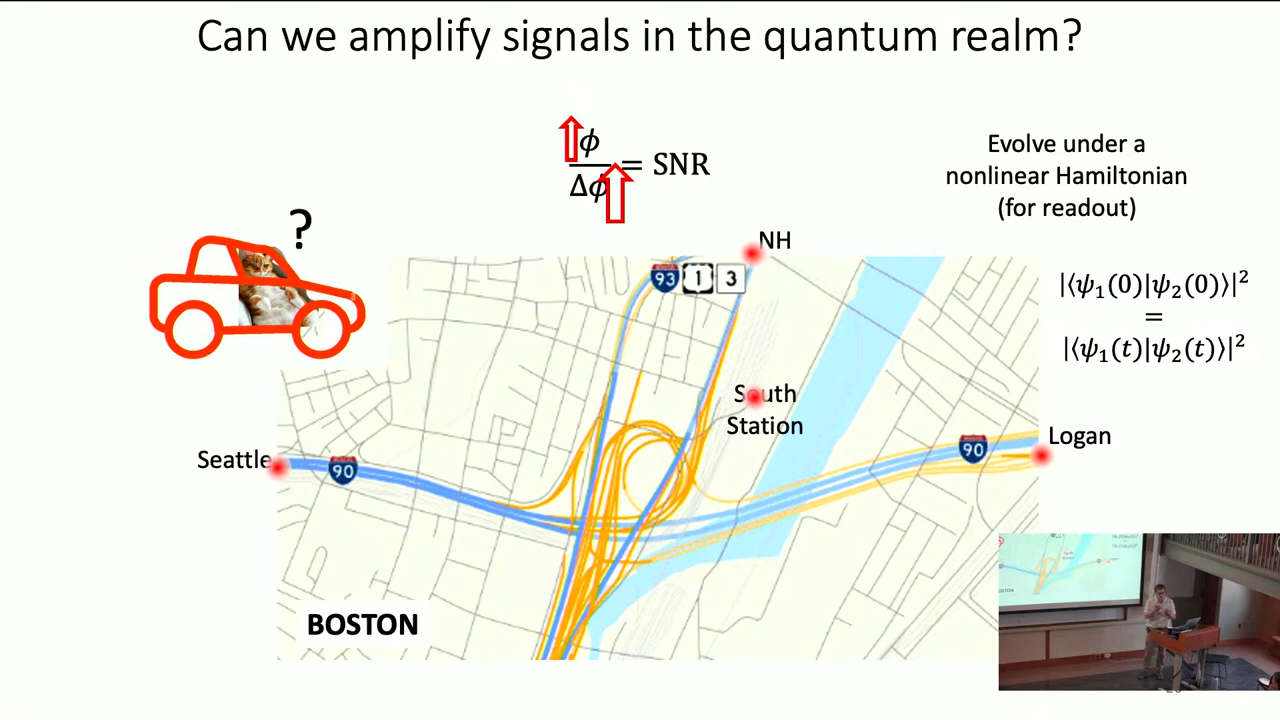 Can we amplify signals in the quantum realm?
ϕ
Δϕ
= SNR
Evolve under a
nonlinear Hamiltonian
(for readout)
|⟨ψ₁(0)|ψ₂(0)⟩|²
=
|⟨ψ₁(t)|ψ₂(t)⟩|²
?
NH
93 1 3
South
Station
Logan
90
Seattle
90
BOSTON